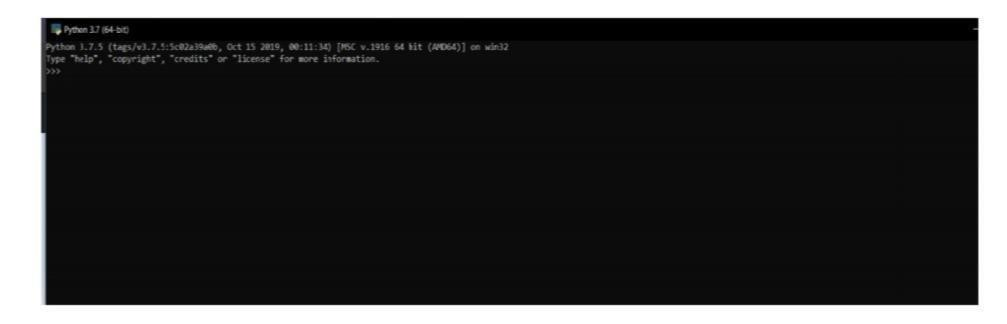 Python 3.7 (64-bit)
Python 3.7.5 (tags/v3.7.5:5c02a39a0b, Oct 15 2019, 00:11:34) [MSC v.1916 64 bit (AMD64)] on win32
Type "help", "copyright", "credits" or "license" for more information.
>>>